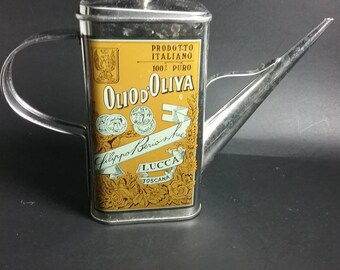 PRODOTTO
ITALIANO
100% PURO
OLIO D'OLIVA
Filippo Berio
LUCCA
TOSCANA